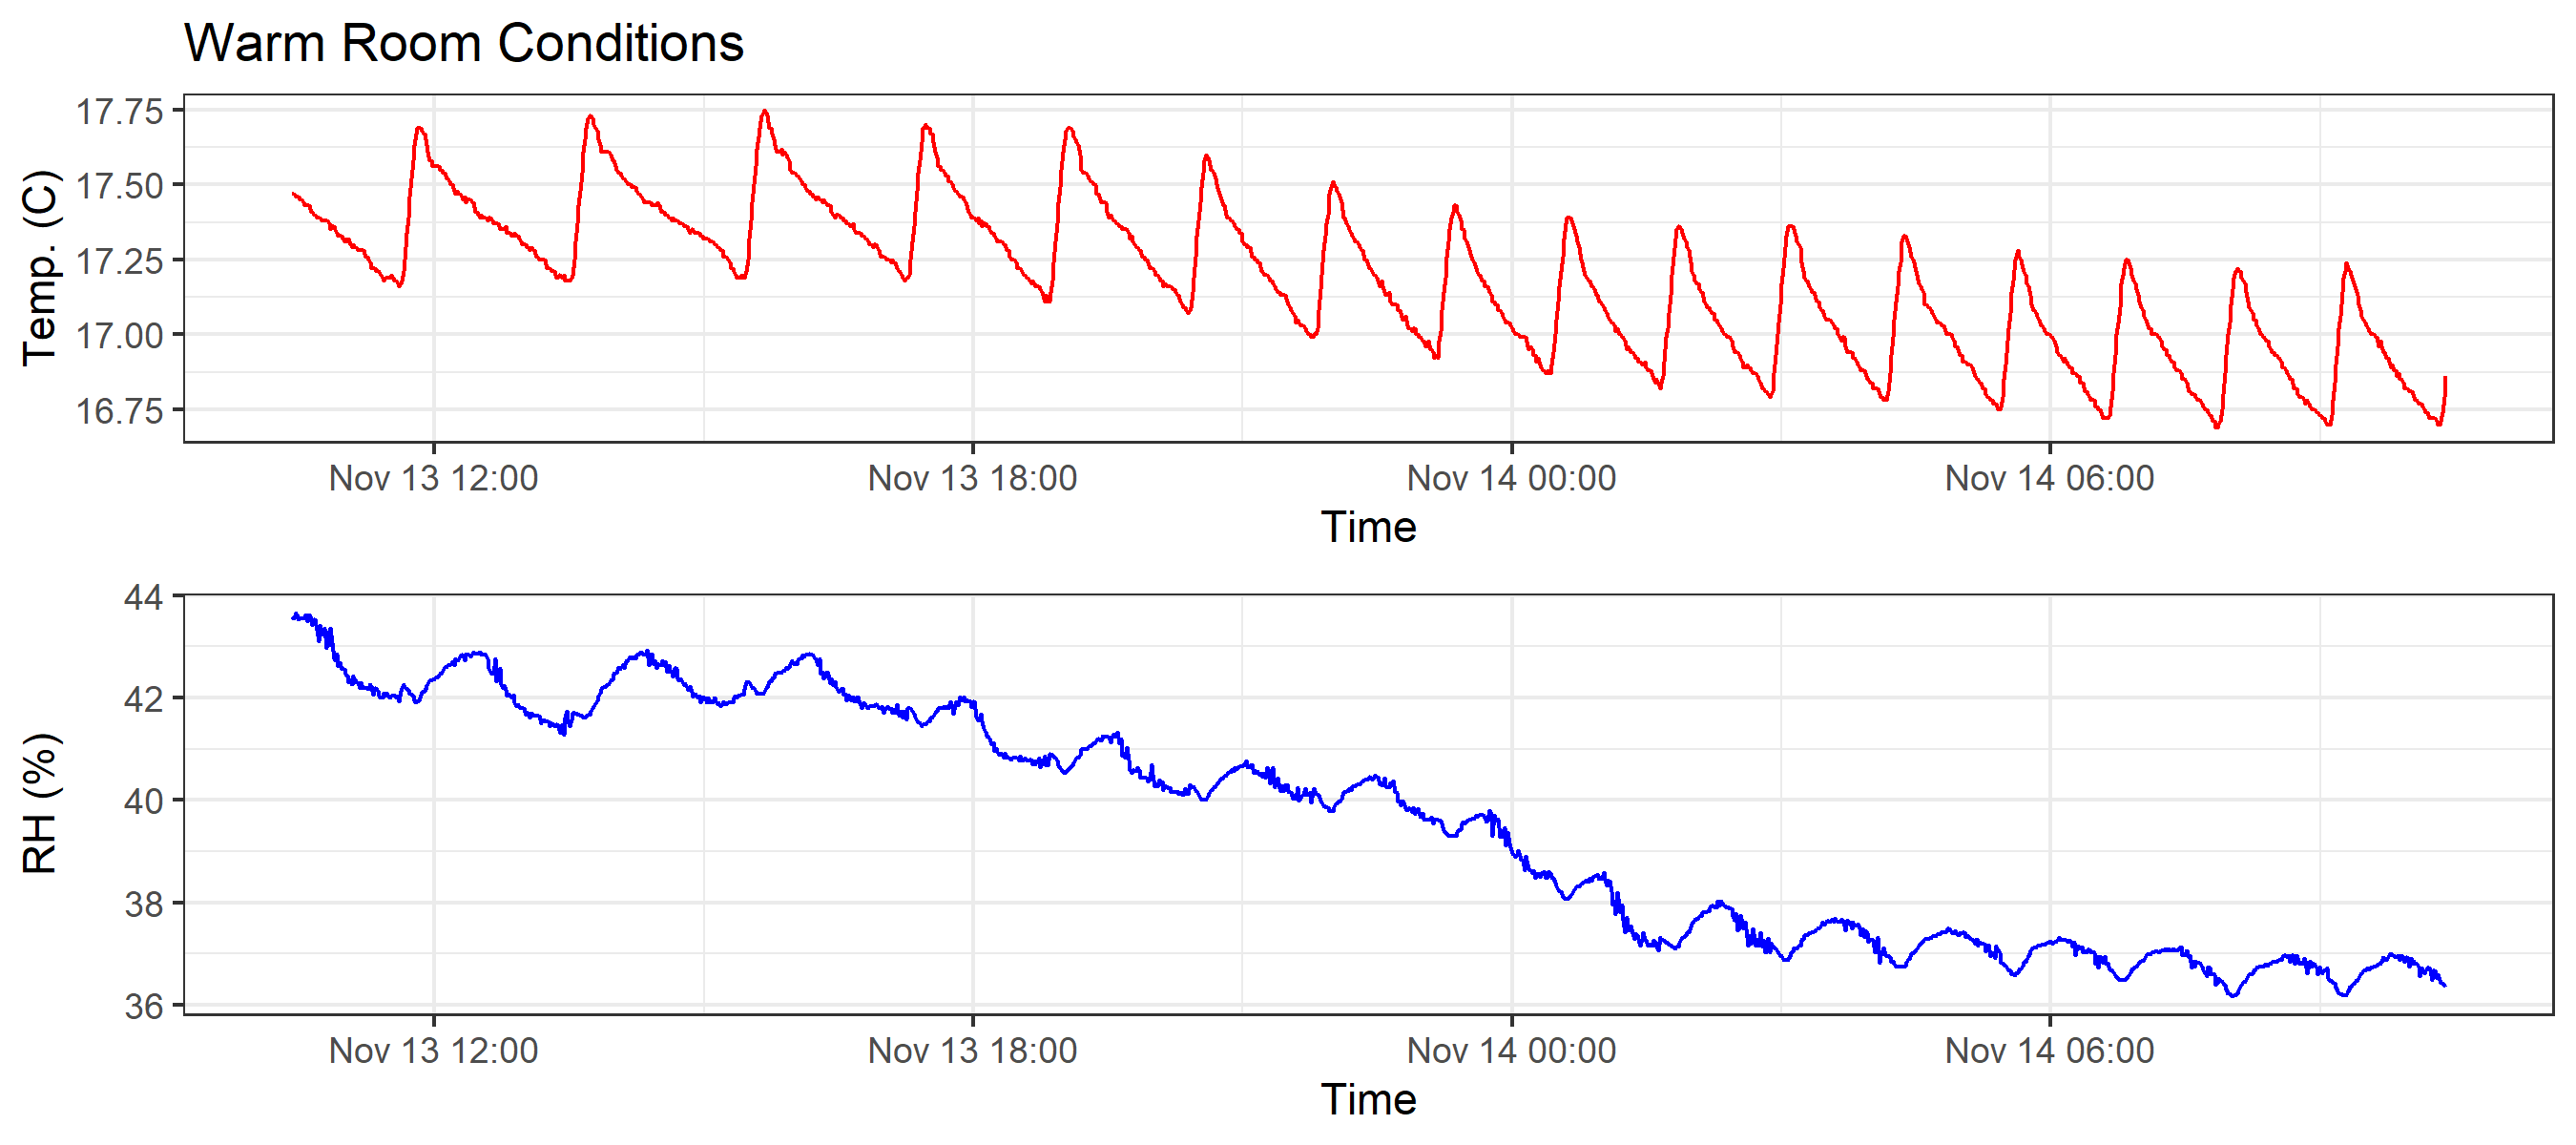 Warm Room Conditions
Temp. (C)
17.75
17.50
17.25
17.00
16.75
Nov 13 12:00 Nov 13 18:00 Nov 14 00:00 Nov 14 06:00
Time
RH (%)
44
42
40
38
36
Nov 13 12:00 Nov 13 18:00 Nov 14 00:00 Nov 14 06:00
Time